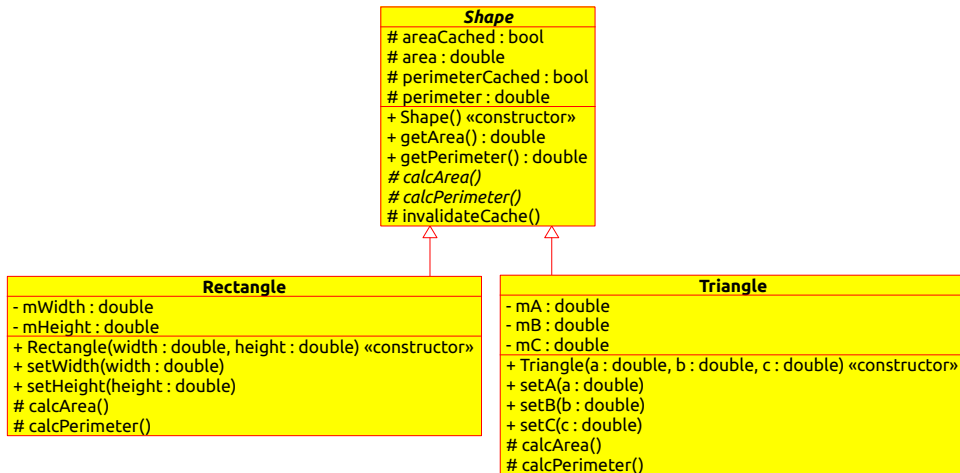 Shape
# areaCached : bool
# area : double
# perimeterCached : bool
# perimeter : double
+ Shape() «constructor»
+ getArea() : double
+ getPerimeter() : double
# calcArea()
# calcPerimeter()
# invalidateCache()
Rectangle
- mWidth : double
- mHeight : double
+ Rectangle(width : double, height : double) «constructor»
+ setWidth(width : double)
+ setHeight(height : double)
# calcArea()
# calcPerimeter()
Triangle
- mA : double
- mB : double
- mC : double
+ Triangle(a : double, b : double, c : double) «constructor»
+ setA(a : double)
+ setB(b : double)
+ setC(c : double)
# calcArea()
# calcPerimeter()